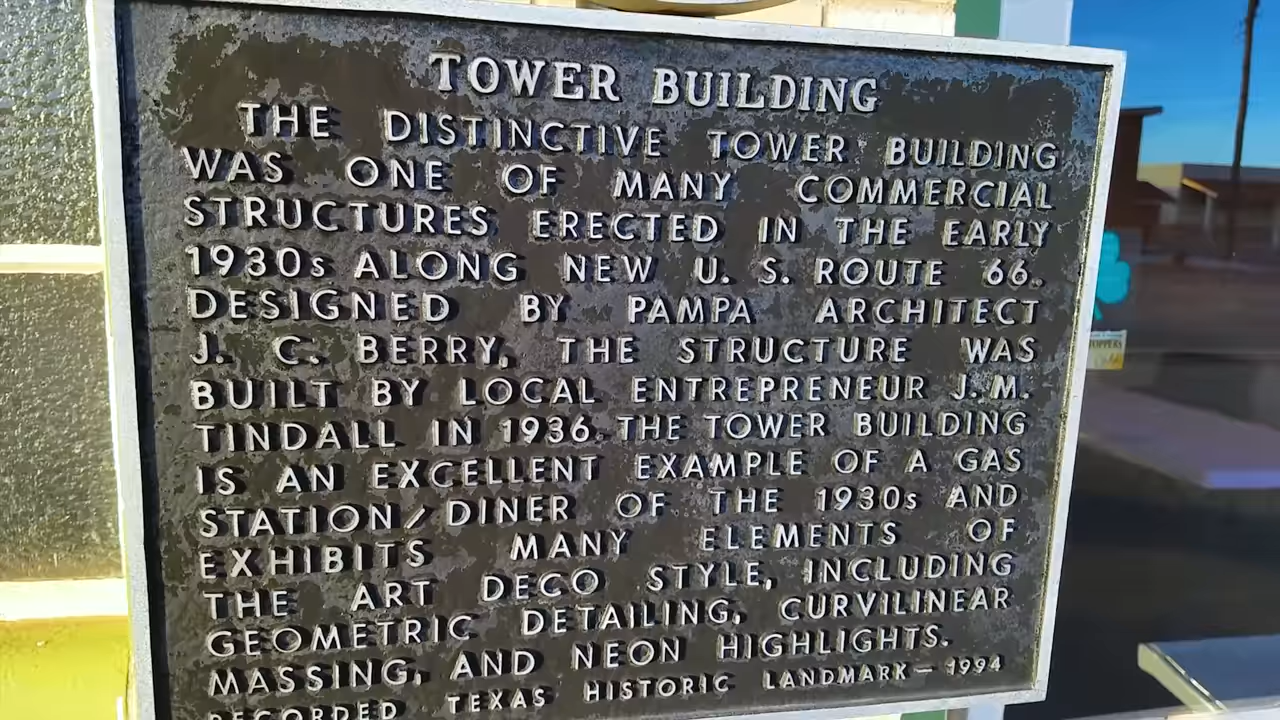 TOWER BUILDING
THE DISTINCTIVE TOWER BUILDING
WAS ONE OF MANY COMMERCIAL
STRUCTURES ERECTED IN THE EARLY
1930s ALONG NEW U. S. ROUTE 66.
DESIGNED BY PAMPA ARCHITECT
J. C. BERRY, THE STRUCTURE WAS
BUILT BY LOCAL ENTREPRENEUR J. M.
TINDALL IN 1936. THE TOWER BUILDING
IS AN EXCELLENT EXAMPLE OF A GAS
STATION/DINER OF THE 1930s AND
EXHIBITS MANY ELEMENTS OF
THE ART DECO STYLE, INCLUDING
GEOMETRIC DETAILING, CURVILINEAR
MASSING, AND NEON HIGHLIGHTS.
RECORDED TEXAS HISTORIC LANDMARK – 1994